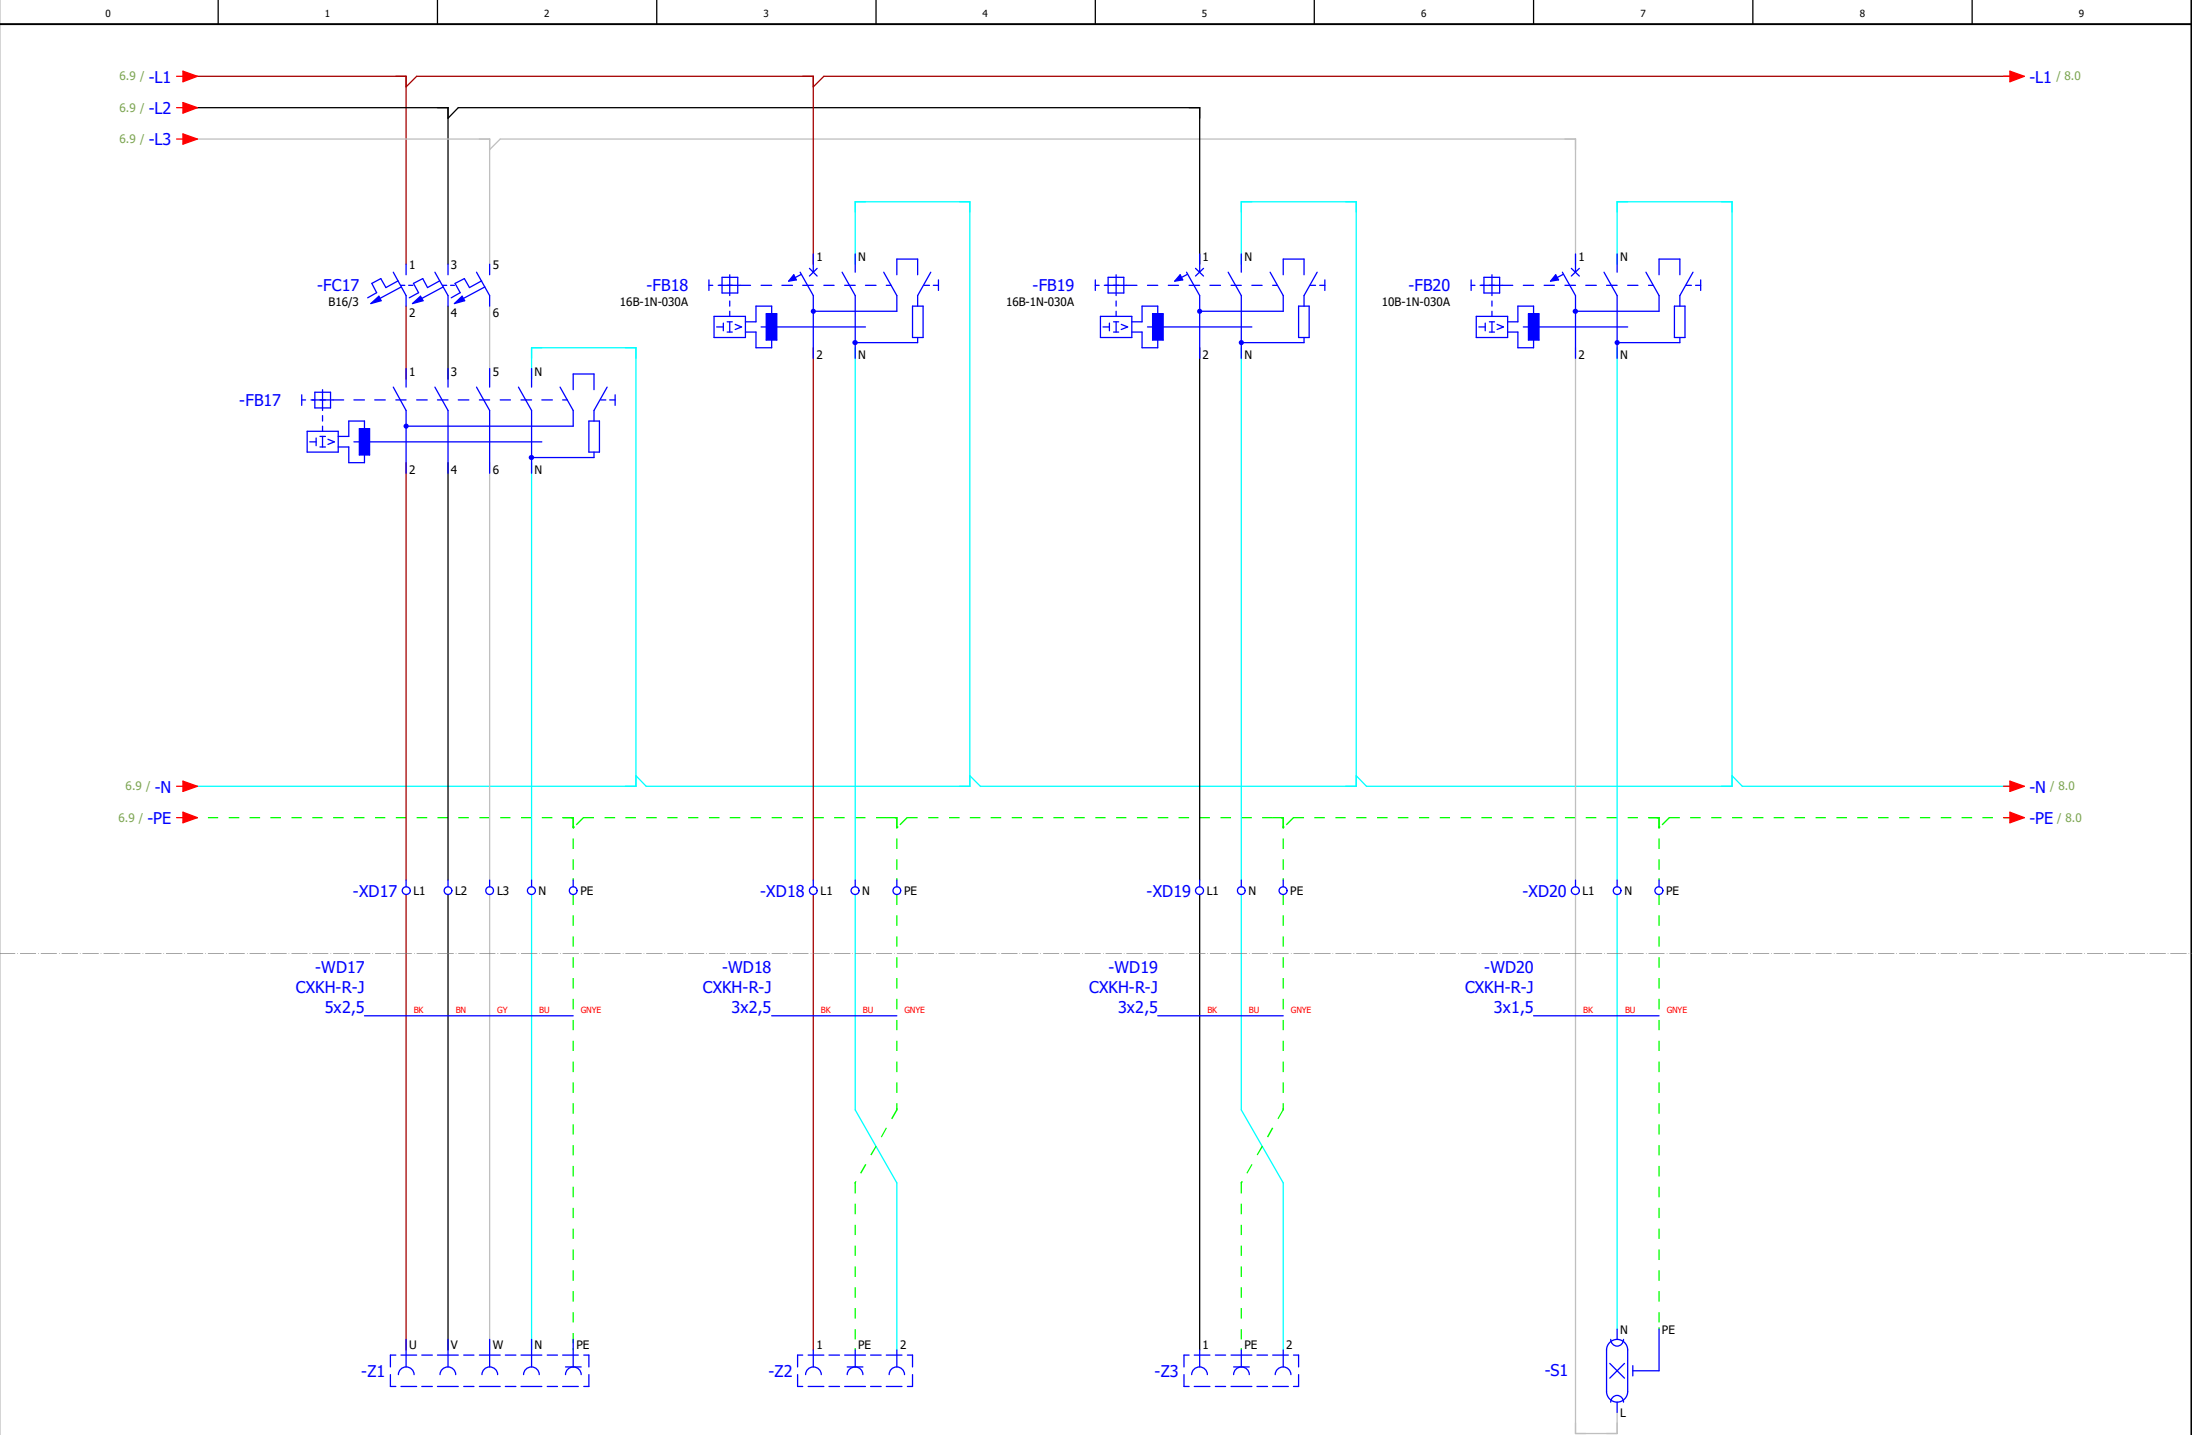 0 1 2 3 4 5 6 7 8 9
6.9 / -L1 -L1 / 8.0
6.9 / -L2
6.9 / -L3
1 N 1 N 1 N
-FC17 1 3 5 -FB18 -FB19 -FB20
B16/3 16B-1N-030A 16B-1N-030A 10B-1N-030A
2 4 6
-I> -I> -I>
2 N 2 N 2 N
1 3 5 N
-FB17
-I>
2 4 6 N
6.9 / -N -N / 8.0
6.9 / -PE -PE / 8.0
-XD17 L1 L2 L3 N PE -XD18 L1 N PE -XD19 L1 N PE -XD20 L1 N PE
-WD17 -WD18 -WD19 -WD20
CXKH-R-J CXKH-R-J CXKH-R-J CXKH-R-J
5x2,5 BK BN GY BU GNYE 3x2,5 BK BU GNYE 3x2,5 BK BU GNYE 3x1,5 BK BU GNYE
N PE
U V W N PE 1 PE 2 1 PE 2
-Z1 -Z2 -Z3 -S1
L